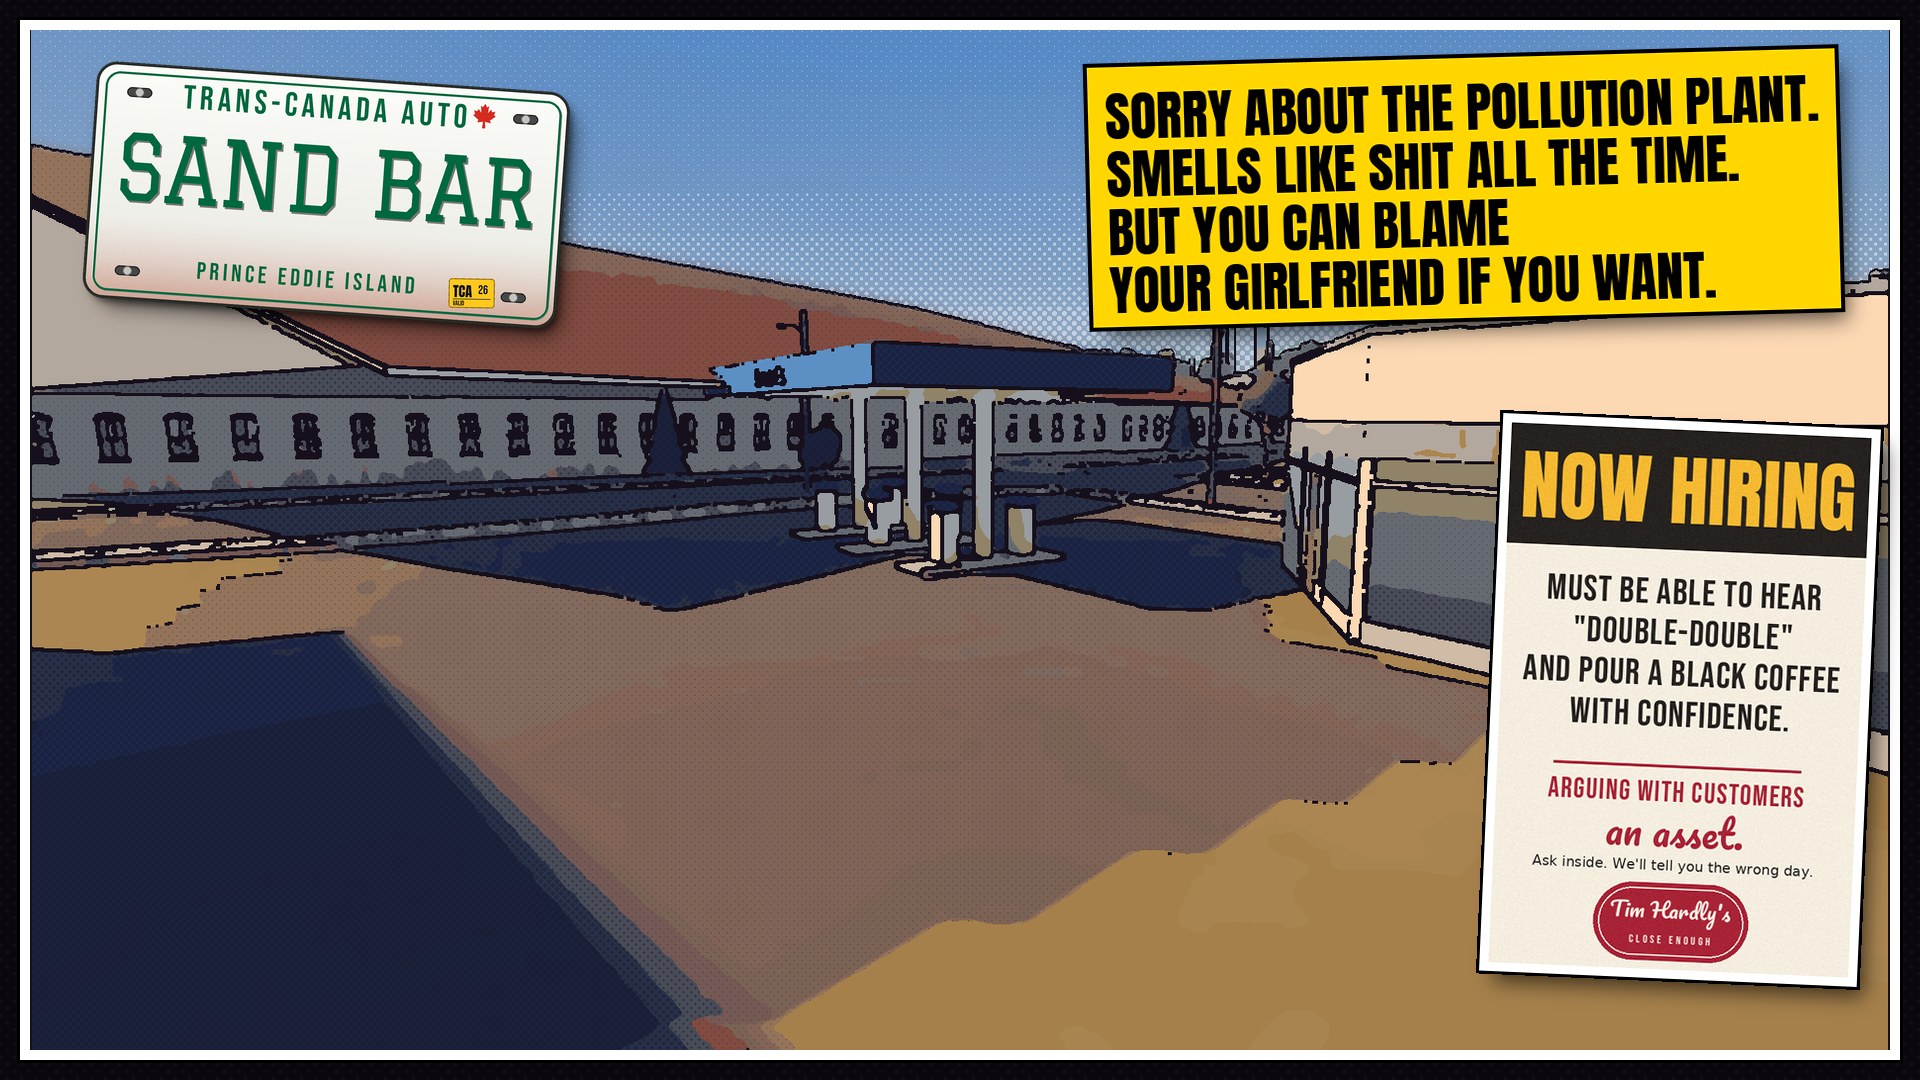 TRANS-CANADA AUTO
SAND BAR
PRINCE EDDIE ISLAND
TCA 26
VALID
SORRY ABOUT THE POLLUTION PLANT.
SMELLS LIKE SHIT ALL THE TIME.
BUT YOU CAN BLAME
YOUR GIRLFRIEND IF YOU WANT.
NOW HIRING
MUST BE ABLE TO HEAR
"DOUBLE-DOUBLE"
AND POUR A BLACK COFFEE
WITH CONFIDENCE.
ARGUING WITH CUSTOMERS
an asset.
Ask inside. We'll tell you the wrong day.
Tim Hardly's
CLOSE ENOUGH